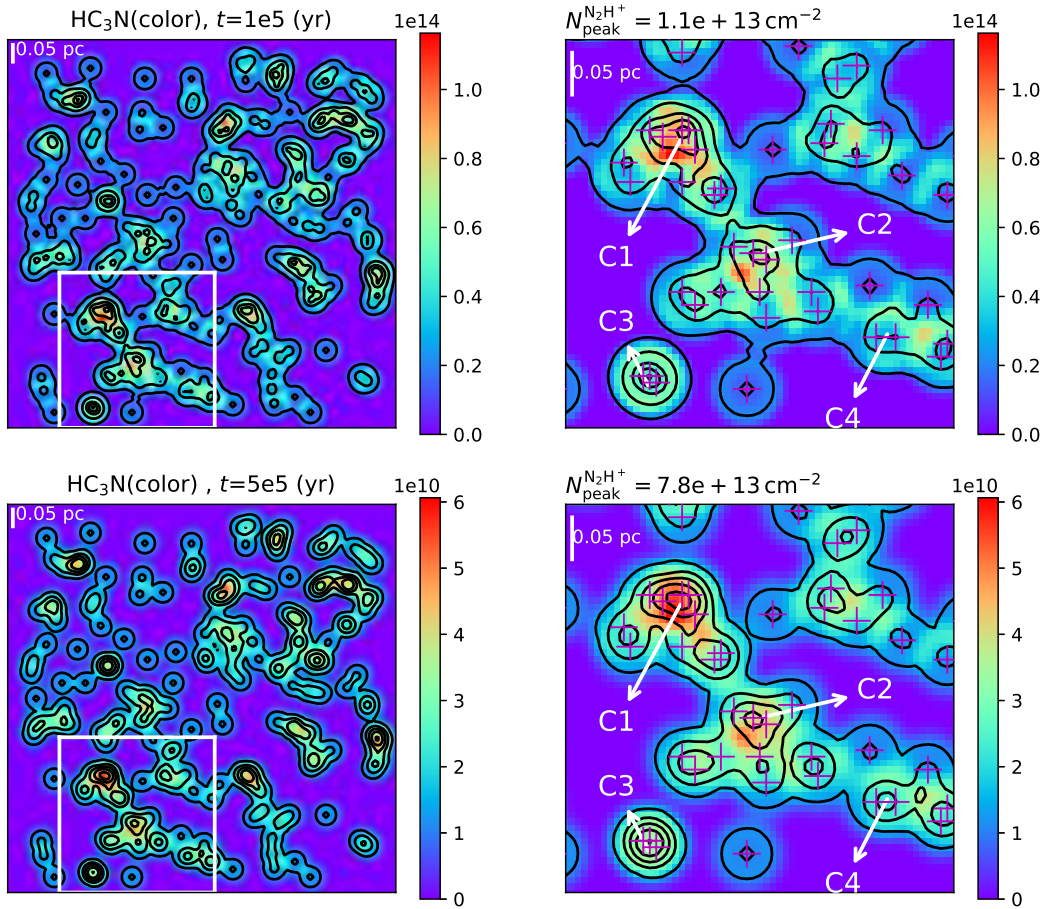 HC₃N(color), t=1e5 (yr)
0.05 pc
1e14
1.0
0.8
0.6
0.4
0.2
0.0
N_peak^N₂H⁺ = 1.1e + 13 cm⁻²
0.05 pc
C1
C2
C3
C4
1e14
1.0
0.8
0.6
0.4
0.2
0.0
HC₃N(color) , t=5e5 (yr)
0.05 pc
1e10
6
5
4
3
2
1
0
N_peak^N₂H⁺ = 7.8e + 13 cm⁻²
0.05 pc
C1
C2
C3
C4
1e10
6
5
4
3
2
1
0